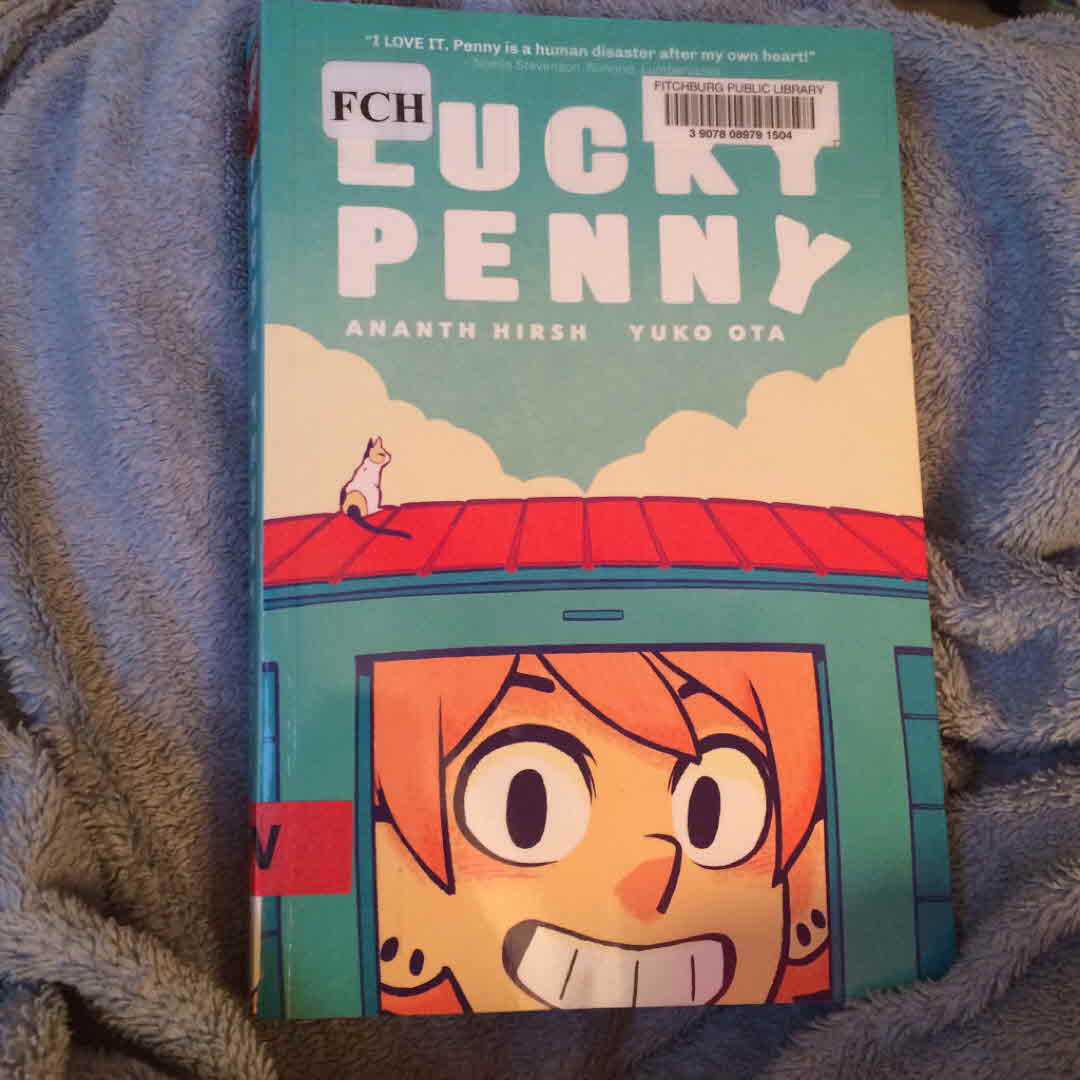 "I LOVE IT. Penny is a human disaster after my own heart!"
- Noelle Stevenson, Nimona, Lumberjanes
FCH
FITCHBURG PUBLIC LIBRARY
3 9078 08979 1504
LUCKY
PENNY
ANANTH HIRSH YUKO OTA
V